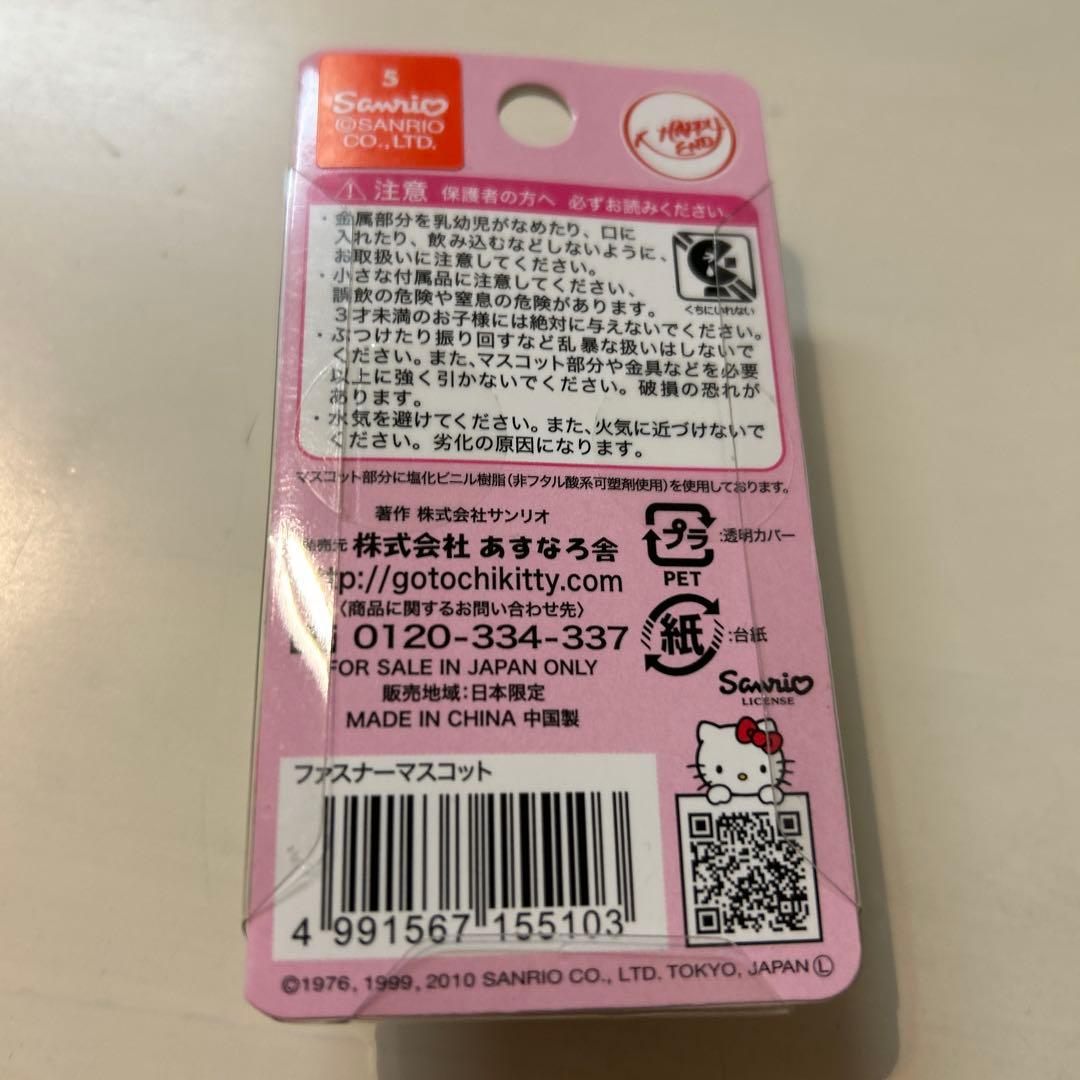 5
Sanrio
©SANRIO
CO., LTD.
K HAPPY
END
注意 保護者の方へ 必ずお読みください。
・金属部分を乳幼児がなめたり、口に
入れたり、飲み込むなどしないように、
お取扱いに注意してください。
・小さな付属品に注意してください、
誤飲の危険や窒息の危険があります。
3才未満のお子様には絶対に与えないでください。
くちにいれない
・ぶつけたり振り回すなど乱暴な扱いはしないで
ください。また、マスコット部分や金具などを必要
以上に強く引かないでください。破損の恐れが
あります。
・水気を避けてください。また、火気に近づけないで
ください。劣化の原因になります。
マスコット部分に塩化ビニル樹脂(非フタル酸系可塑剤使用)を使用しております。
著作 株式会社サンリオ
発売元 株式会社 あすなろ舎
p://gotochikitty.com
〈商品に関するお問い合わせ先〉
0120-334-337
FOR SALE IN JAPAN ONLY
販売地域:日本限定
MADE IN CHINA 中国製
プラ :透明カバー
PET
紙 :台紙
Sanrio
LICENSE
ファスナーマスコット
4 991567 155103
©1976, 1999, 2010 SANRIO CO., LTD. TOKYO, JAPAN Ⓛ